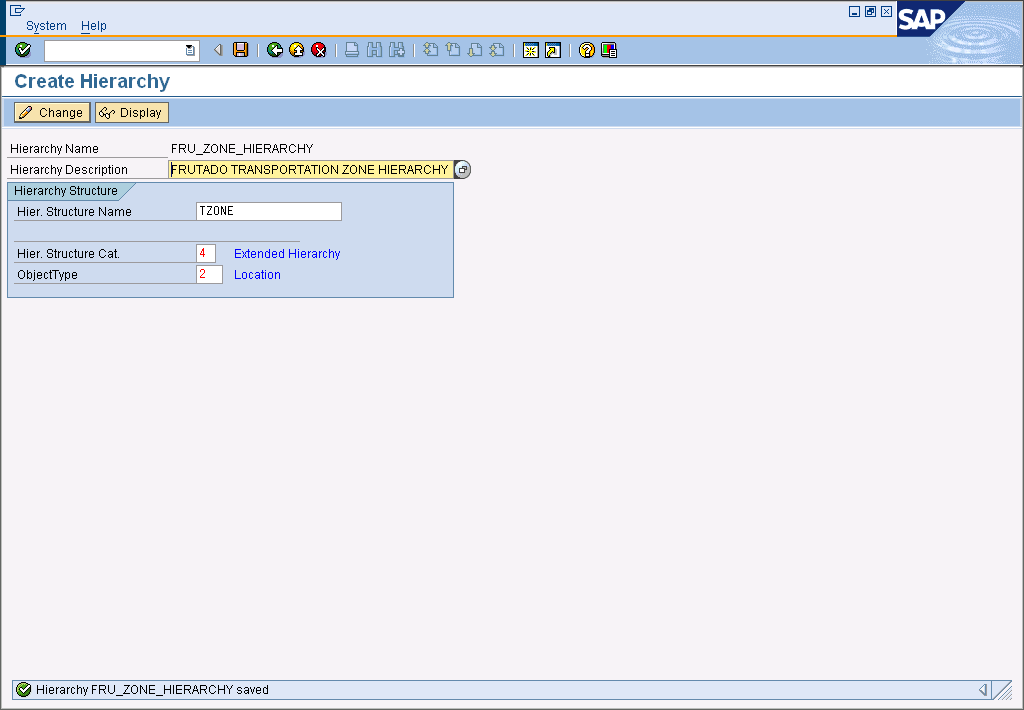 System Help
SAP
Create Hierarchy
Change Display
Hierarchy Name FRU_ZONE_HIERARCHY
Hierarchy Description FRUTADO TRANSPORTATION ZONE HIERARCHY
Hierarchy Structure
Hier. Structure Name TZONE
Hier. Structure Cat. 4 Extended Hierarchy
ObjectType 2 Location
Hierarchy FRU_ZONE_HIERARCHY saved